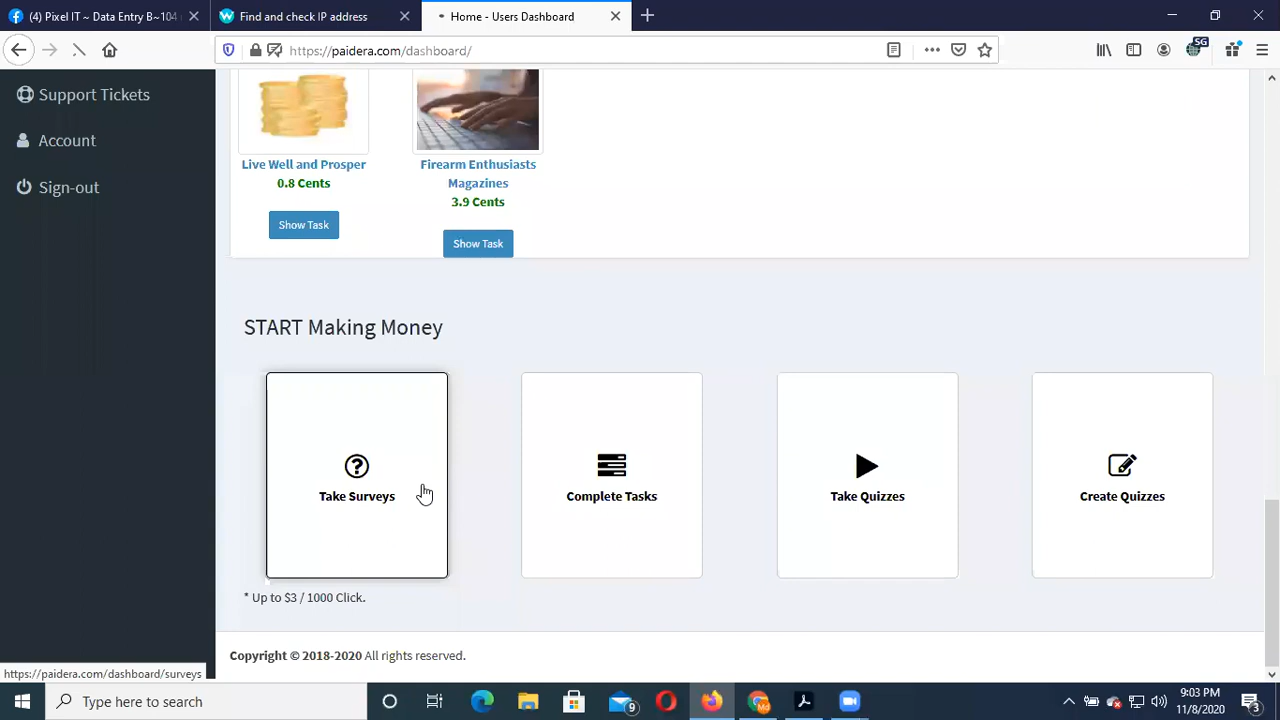 (4) Pixel IT ~ Data Entry B~104
Find and check IP address
Home - Users Dashboard
https://paidera.com/dashboard/
SG
Support Tickets
Account
Sign-out
Live Well and Prosper
0.8 Cents
Show Task
Firearm Enthusiasts
Magazines
3.9 Cents
Show Task
START Making Money
Take Surveys
Complete Tasks
Take Quizzes
Create Quizzes
* Up to $3 / 1000 Click.
Copyright © 2018-2020 All rights reserved.
https://paidera.com/dashboard/surveys
Type here to search
9
Md
9:03 PM
11/8/2020
3